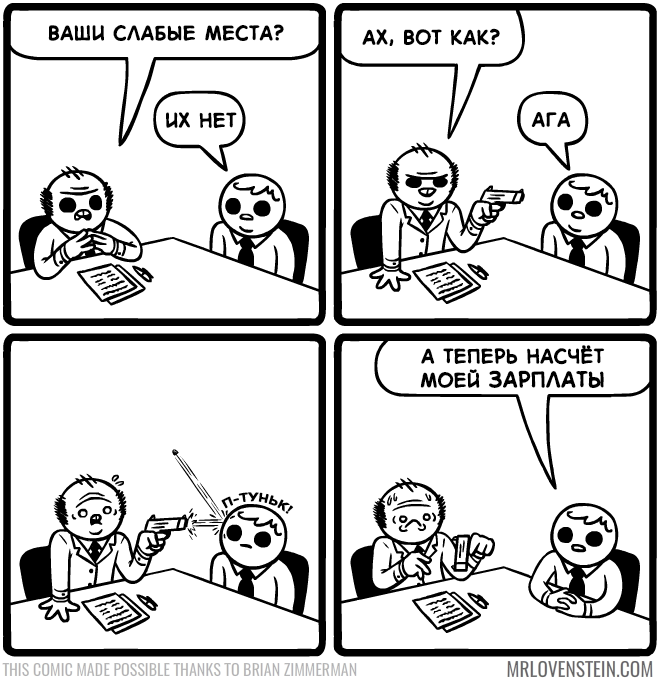 ВАШИ СЛАБЫЕ МЕСТА?
ИХ НЕТ
АХ, ВОТ КАК?
АГА
П-ТУНЬК!
А ТЕПЕРЬ НАСЧЁТ
МОЕЙ ЗАРПЛАТЫ
THIS COMIC MADE POSSIBLE THANKS TO BRIAN ZIMMERMAN
MRLOVENSTEIN.COM